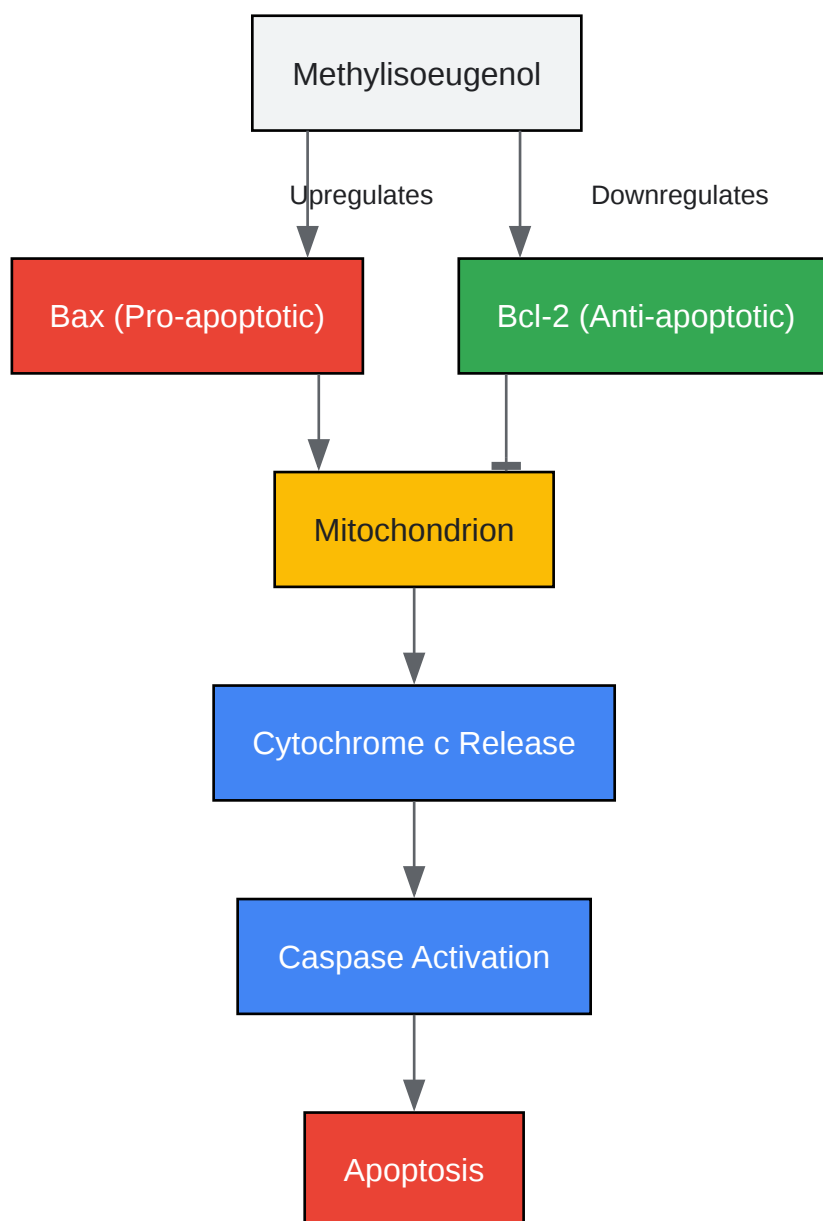 Methylisoeugenol
Upregulates
Downregulates
Bax (Pro-apoptotic)
Bcl-2 (Anti-apoptotic)
Mitochondrion
Cytochrome c Release
Caspase Activation
Apoptosis